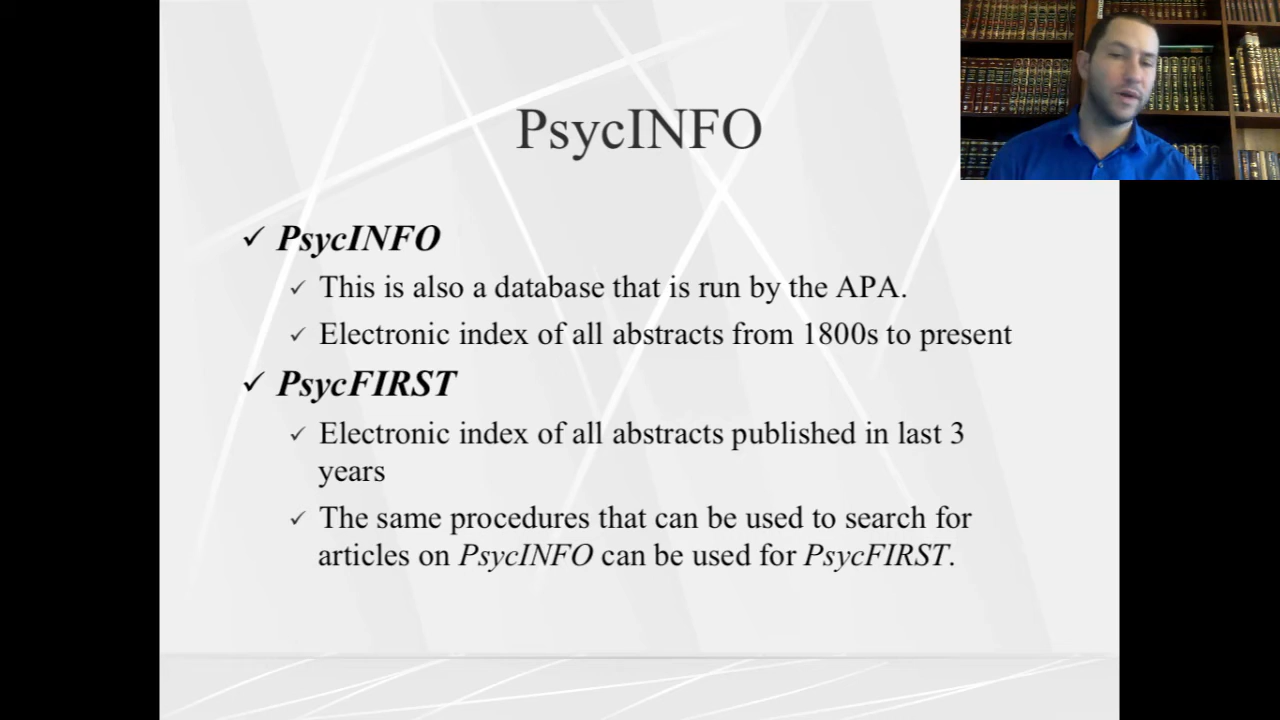 PsycINFO
✓ PsycINFO
✓ This is also a database that is run by the APA.
✓ Electronic index of all abstracts from 1800s to present
✓ PsycFIRST
✓ Electronic index of all abstracts published in last 3
years
✓ The same procedures that can be used to search for
articles on PsycINFO can be used for PsycFIRST.